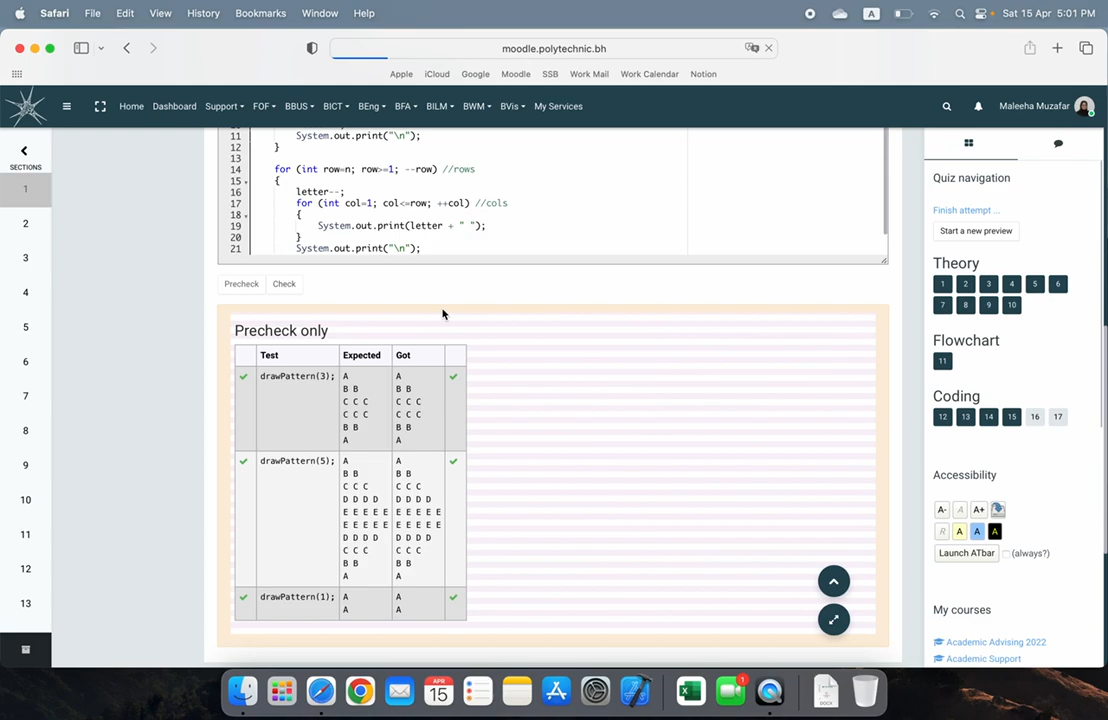 Safari File Edit View History Bookmarks Window Help A Sat 15 Apr 5:01 PM
moodle.polytechnic.bh
Apple iCloud Google Moodle SSB Work Mail Work Calendar Notion
Home Dashboard Support FOF BBUS BICT BEng BFA BILM BWM BVis My Services Maleeha Muzafar
SECTIONS
1
2
3
4
5
6
7
8
9
10
11
12
13
11 System.out.print("\n");
12 }
13
14 for (int row=n; row>=1; --row) //rows
15 {
16 letter--;
17 for (int col=1; col<=row; ++col) //cols
18 {
19 System.out.print(letter + " ");
20 }
21 System.out.print("\n");
Precheck Check
Precheck only
Test Expected Got
drawPattern(3); A A
B B B B
C C C C C C
C C C C C C
B B B B
A A
drawPattern(5); A A
B B B B
C C C C C C
D D D D D D D D
E E E E E E E E E E
E E E E E E E E E E
D D D D D D D D
C C C C C C
B B B B
A A
drawPattern(1); A A
A A
Quiz navigation
Finish attempt ...
Start a new preview
Theory
1 2 3 4 5 6
7 8 9 10
Flowchart
11
Coding
12 13 14 15 16 17
Accessibility
A- A A+
R A A A
Launch ATbar (always?)
My courses
Academic Advising 2022
Academic Support
APR
15
1
DOCX